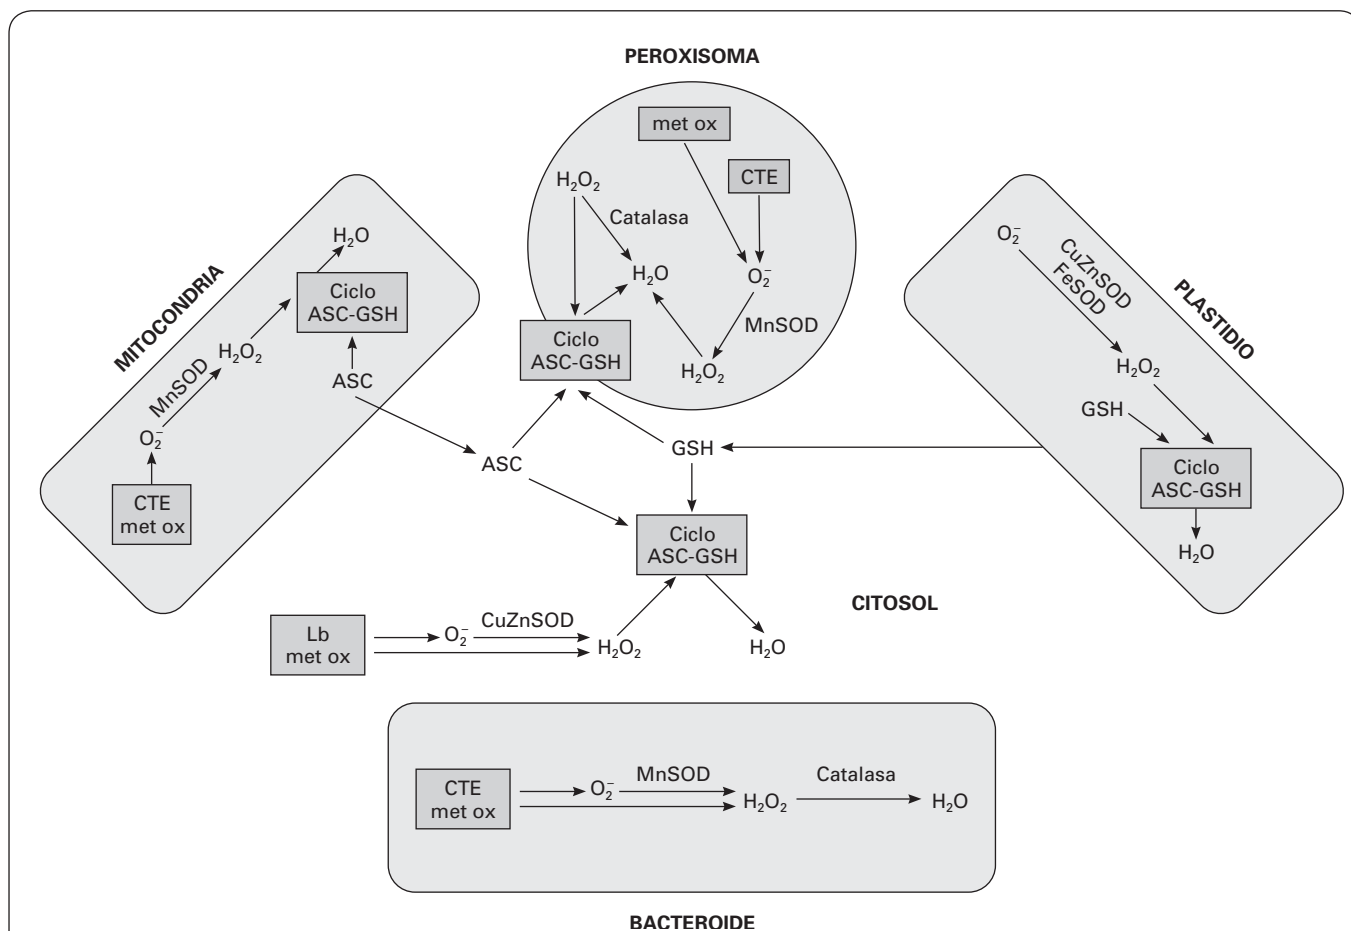 PEROXISOMA
met ox
CTE
H₂O₂
Catalasa
H₂O
O₂⁻
MnSOD
H₂O₂
Ciclo
ASC-GSH
MITOCONDRIA
H₂O
Ciclo
ASC-GSH
H₂O₂
MnSOD
ASC
O₂⁻
CTE
met ox
PLASTIDIO
O₂⁻
CuZnSOD
FeSOD
H₂O₂
GSH
Ciclo
ASC-GSH
H₂O
ASC
GSH
Ciclo
ASC-GSH
CITOSOL
Lb
met ox
O₂⁻
CuZnSOD
H₂O₂
H₂O
CTE
met ox
O₂⁻
MnSOD
H₂O₂
Catalasa
H₂O
BACTEROIDE